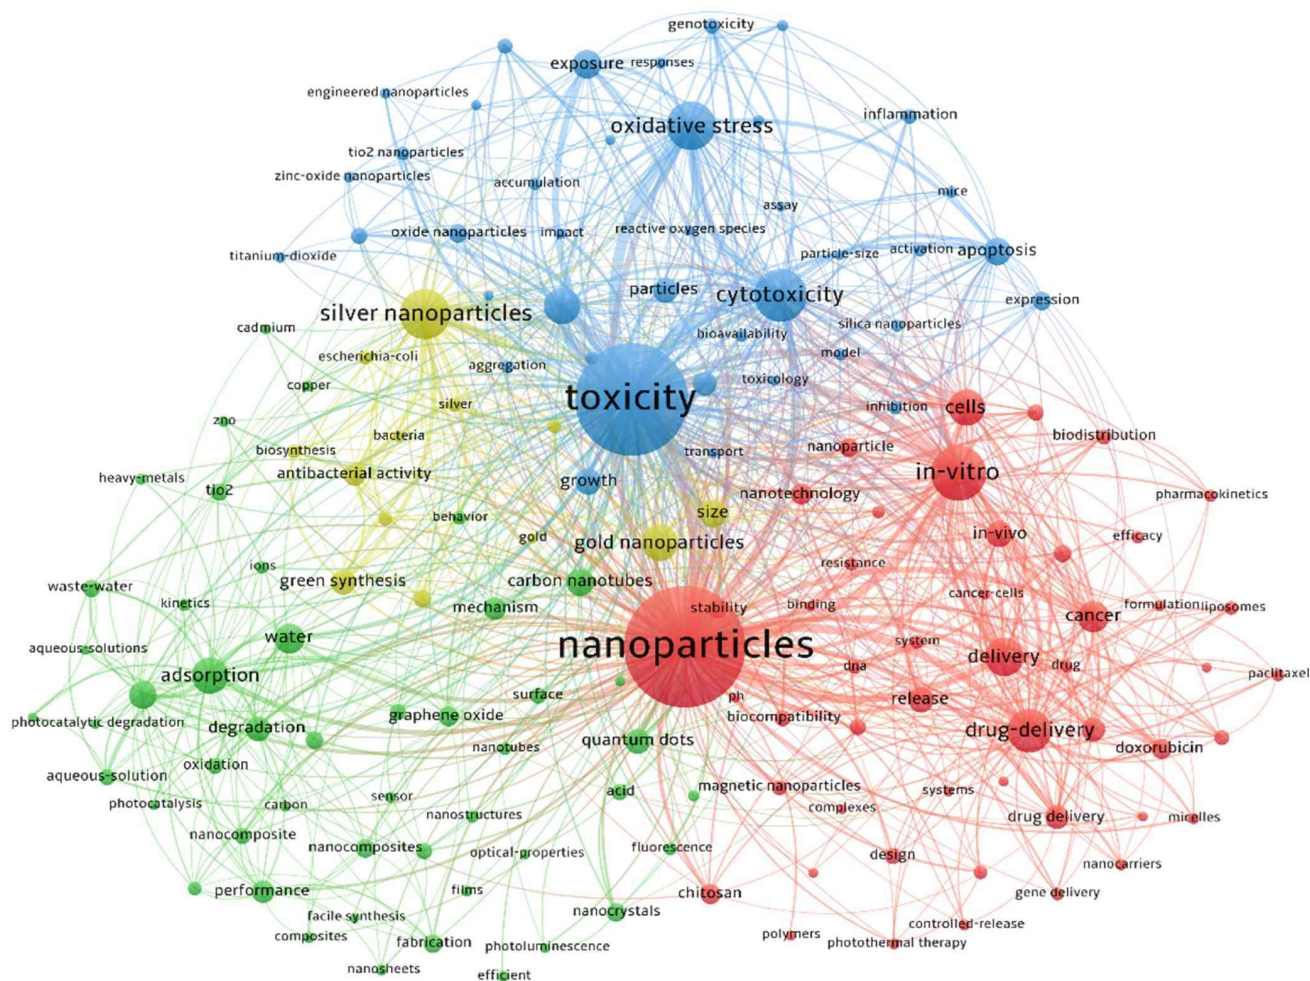 genotoxicity
exposure
responses
engineered nanoparticles
inflammation
oxidative stress
tio2 nanoparticles
zinc-oxide nanoparticles
accumulation
mice
assay
oxide nanoparticles
impact
reactive oxygen species
titanium-dioxide
particle-size
activation
apoptosis
particles
cytotoxicity
expression
silver nanoparticles
cadmium
bioavailability
silica nanoparticles
escherichia-coli
aggregation
model
copper
toxicity
toxicology
silver
inhibition
cells
zno
bacteria
biodistribution
biosynthesis
transport
nanoparticle
heavy-metals
antibacterial activity
in-vitro
tio2
growth
nanotechnology
pharmacokinetics
behavior
size
gold
gold nanoparticles
in-vivo
efficacy
ions
resistance
waste-water
green synthesis
carbon nanotubes
kinetics
mechanism
stability
binding
cancer-cells
formulation
liposomes
cancer
water
nanoparticles
system
aqueous-solutions
delivery
drug
dna
adsorption
paclitaxel
surface
ph
release
photocatalytic degradation
graphene oxide
biocompatibility
degradation
drug-delivery
nanotubes
quantum dots
doxorubicin
aqueous-solution
oxidation
magnetic nanoparticles
acid
systems
photocatalysis
carbon
sensor
complexes
nanostructures
drug delivery
micelles
nanocomposite
nanocomposites
optical-properties
fluorescence
design
nanocarriers
performance
films
chitosan
gene delivery
facile synthesis
nanocrystals
controlled-release
composites
fabrication
photoluminescence
polymers
photothermal therapy
nanosheets
efficient